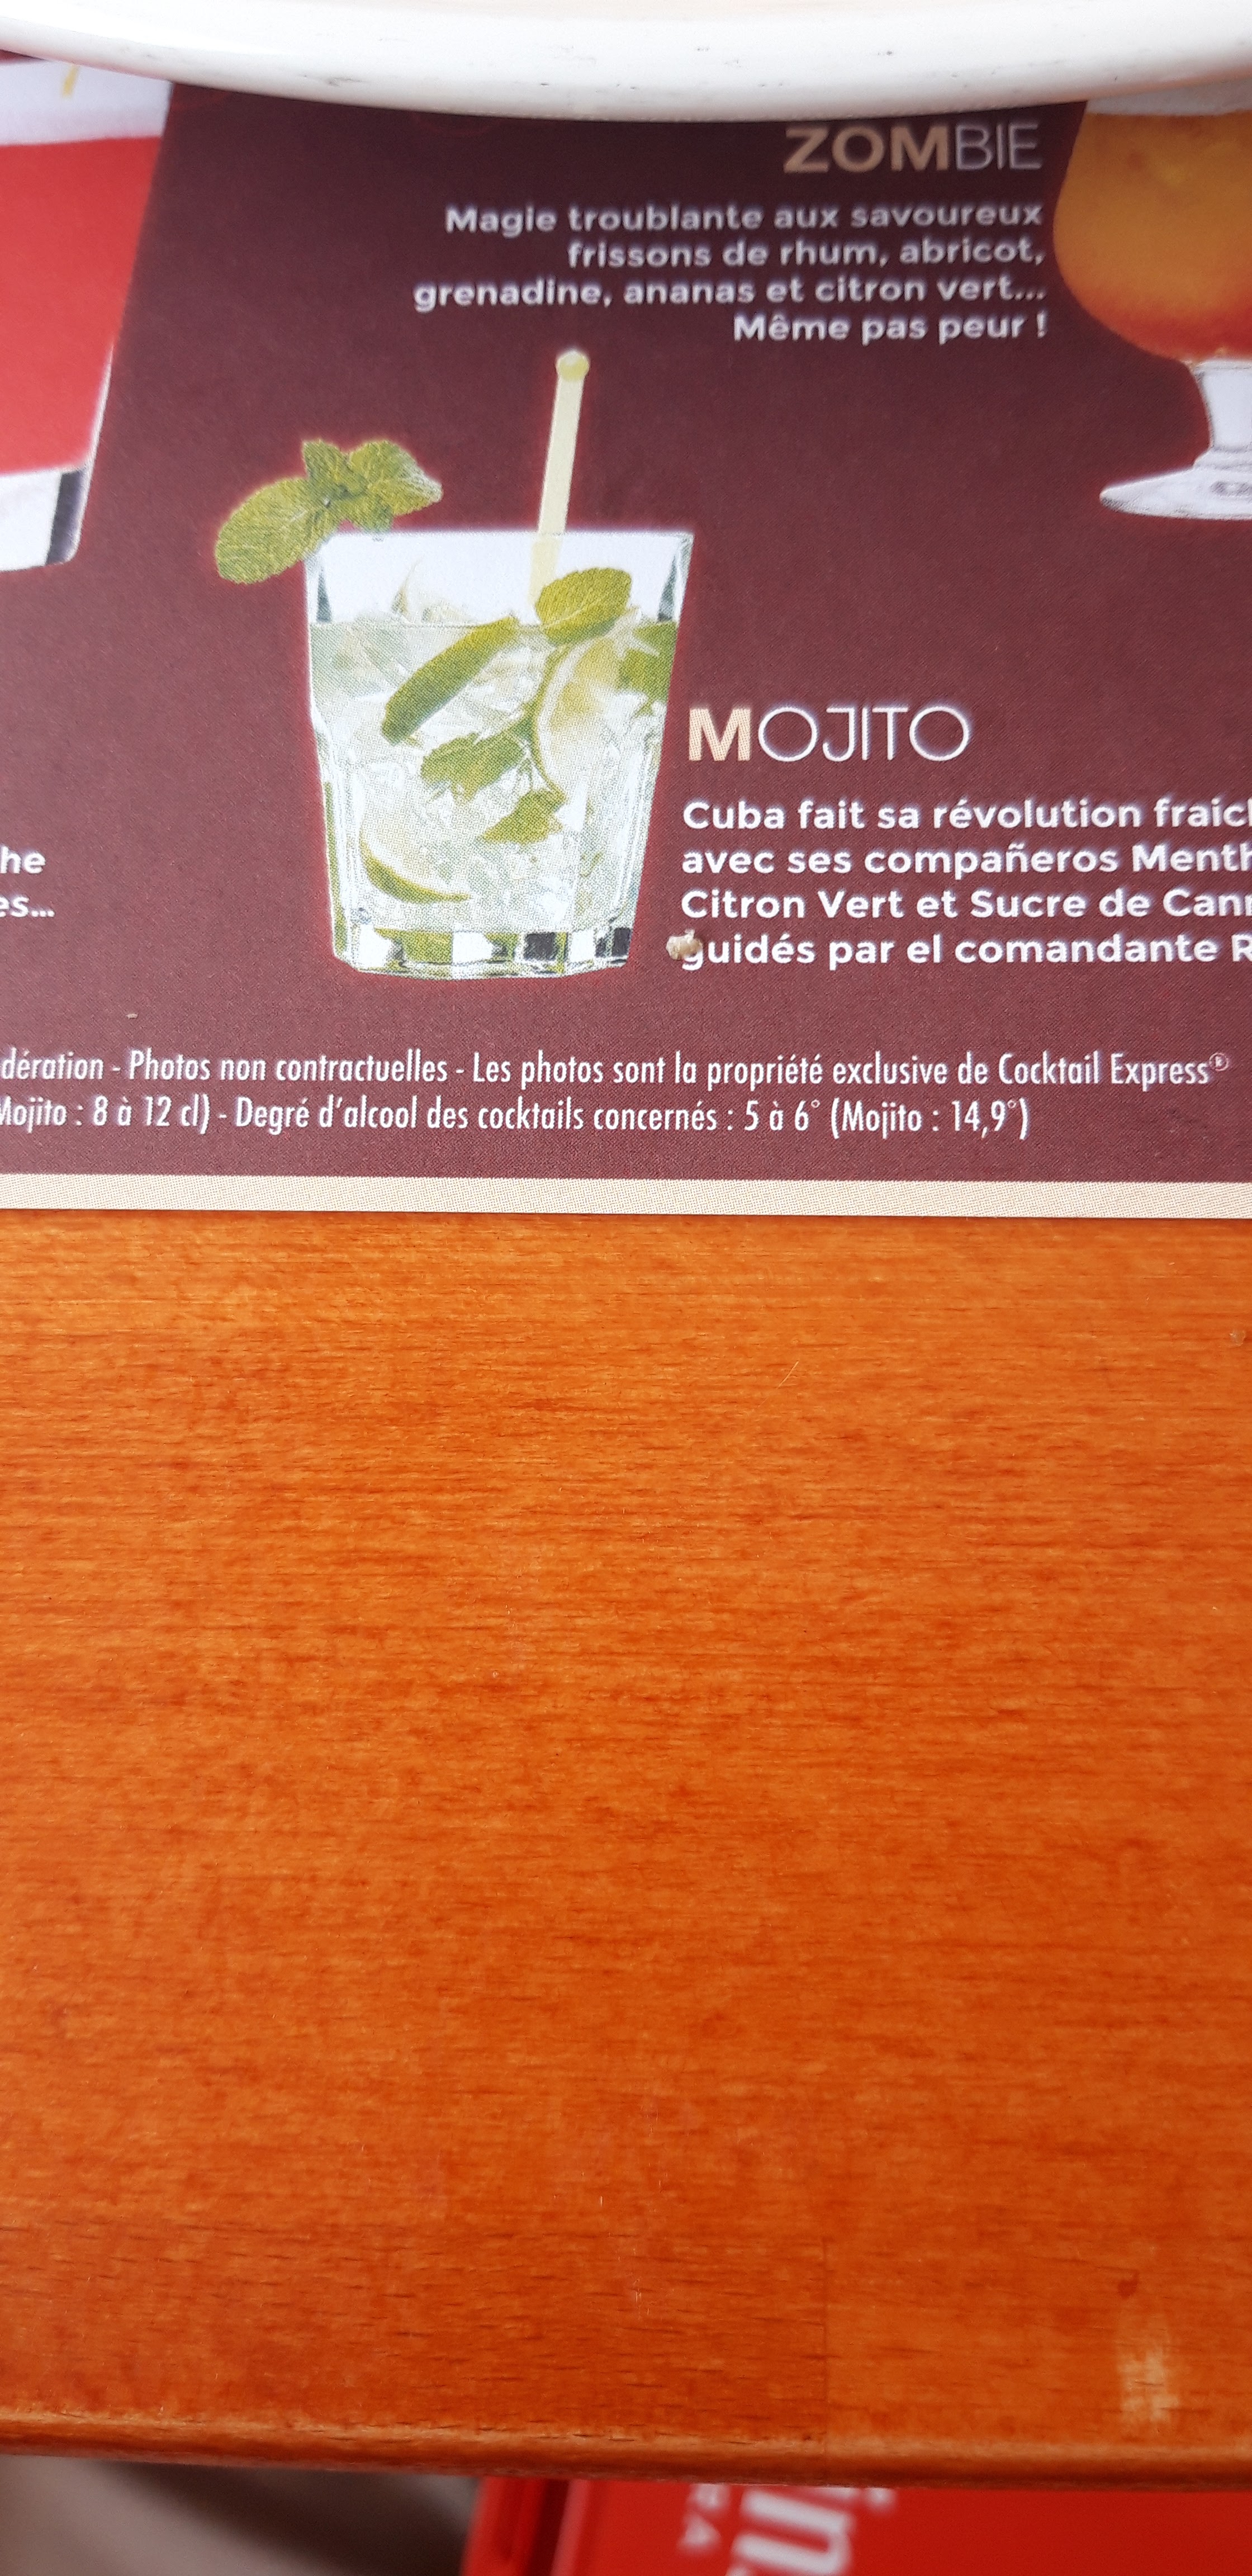 ZOMBIE
Magie troublante aux savoureux
frissons de rhum, abricot,
grenadine, ananas et citron vert...
Même pas peur !
MOJITO
Cuba fait sa révolution
avec ses compañeros
Citron Vert et Sucre de
guidés par el comandante
- Photos non contractuelles - Les photos sont la propriété exclusive de Cocktail Express®
Mojito : 8 à 12 cl) - Degré d'alcool des cocktails concernés : 5 à 6° (Mojito : 14,9°)